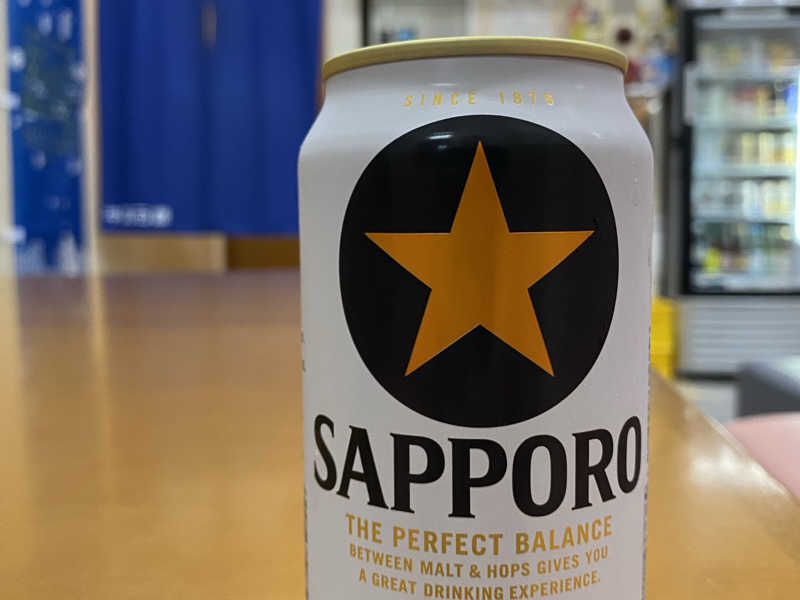 SINCE 1876
SAPPORO
THE PERFECT BALANCE
BETWEEN MALT & HOPS GIVES YOU
A GREAT DRINKING EXPERIENCE.